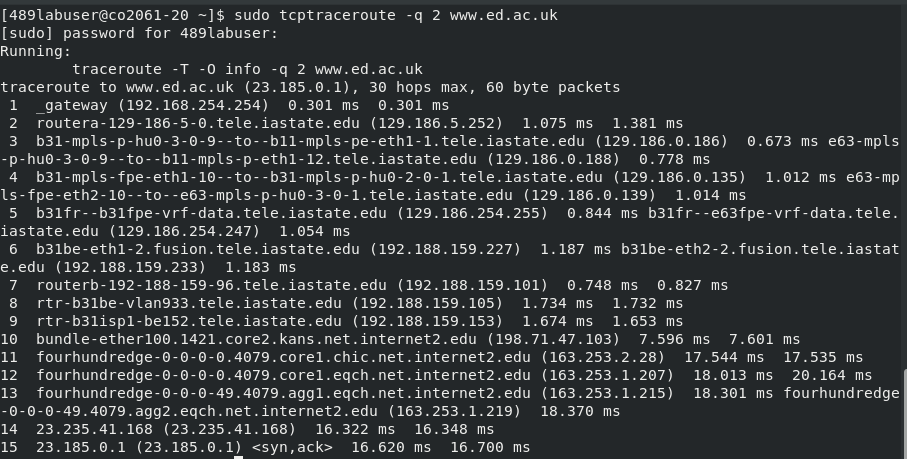 [489labuser@co2061-20 ~]$ sudo tcptraceroute -q 2 www.ed.ac.uk
[sudo] password for 489labuser:
Running:
        traceroute -T -O info -q 2 www.ed.ac.uk
traceroute to www.ed.ac.uk (23.185.0.1), 30 hops max, 60 byte packets
 1  _gateway (192.168.254.254)  0.301 ms  0.301 ms
 2  routera-129-186-5-0.tele.iastate.edu (129.186.5.252)  1.075 ms  1.381 ms
 3  b31-mpls-p-hu0-3-0-9--to--b11-mpls-pe-eth1-1.tele.iastate.edu (129.186.0.186)  0.673 ms e63-mpls
-p-hu0-3-0-9--to--b11-mpls-p-eth1-12.tele.iastate.edu (129.186.0.188)  0.778 ms
 4  b31-mpls-fpe-eth1-10--to--b31-mpls-p-hu0-2-0-1.tele.iastate.edu (129.186.0.135)  1.012 ms e63-mp
ls-fpe-eth2-10--to--e63-mpls-p-hu0-3-0-1.tele.iastate.edu (129.186.0.139)  1.014 ms
 5  b31fr--b31fpe-vrf-data.tele.iastate.edu (129.186.254.255)  0.844 ms b31fr--e63fpe-vrf-data.tele.
iastate.edu (129.186.254.247)  1.054 ms
 6  b31be-eth1-2.fusion.tele.iastate.edu (192.188.159.227)  1.187 ms b31be-eth2-2.fusion.tele.iastat
e.edu (192.188.159.233)  1.183 ms
 7  routerb-192-188-159-96.tele.iastate.edu (192.188.159.101)  0.748 ms  0.827 ms
 8  rtr-b31be-vlan933.tele.iastate.edu (192.188.159.105)  1.734 ms  1.732 ms
 9  rtr-b31isp1-be152.tele.iastate.edu (192.188.159.153)  1.674 ms  1.653 ms
10  bundle-ether100.1421.core2.kans.net.internet2.edu (198.71.47.103)  7.596 ms  7.601 ms
11  fourhundredge-0-0-0-0.4079.core1.chic.net.internet2.edu (163.253.2.28)  17.544 ms  17.535 ms
12  fourhundredge-0-0-0-0.4079.core1.eqch.net.internet2.edu (163.253.1.207)  18.013 ms  20.164 ms
13  fourhundredge-0-0-0-49.4079.agg1.eqch.net.internet2.edu (163.253.1.215)  18.301 ms fourhundredge
-0-0-0-49.4079.agg2.eqch.net.internet2.edu (163.253.1.219)  18.370 ms
14  23.235.41.168 (23.235.41.168)  16.322 ms  16.348 ms
15  23.185.0.1 (23.185.0.1) <syn,ack>  16.620 ms  16.700 ms